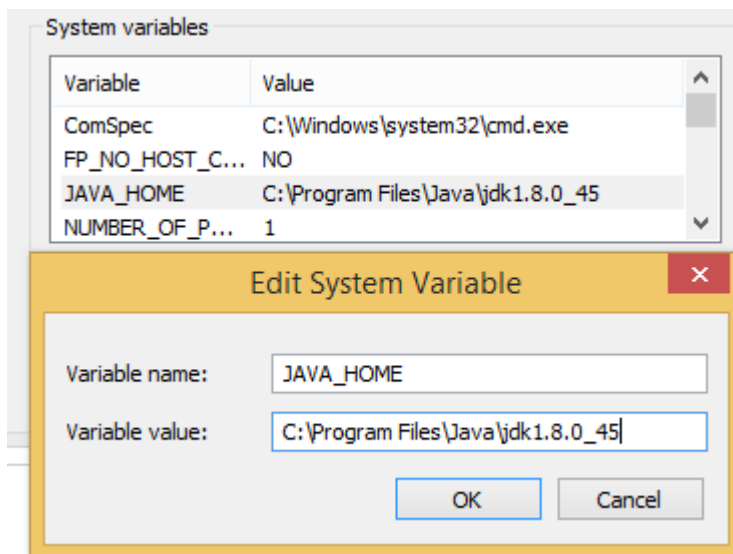 System variables
Variable Value
ComSpec C:\Windows\system32\cmd.exe
FP_NO_HOST_C... NO
JAVA_HOME C:\Program Files\Java\jdk1.8.0_45
NUMBER_OF_P... 1
Edit System Variable
Variable name: JAVA_HOME
Variable value: C:\Program Files\Java\jdk1.8.0_45
OK Cancel